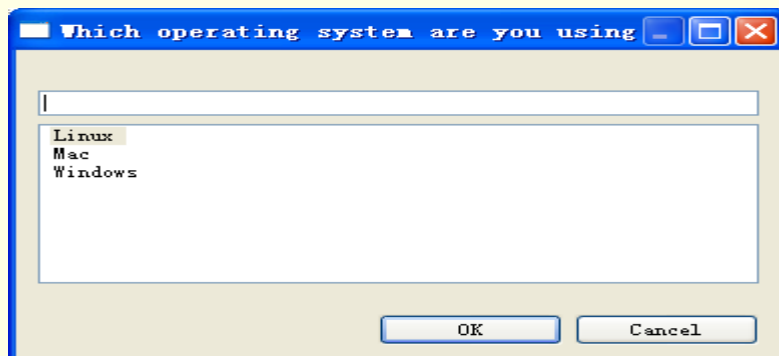 Which operating system are you using
Linux
Mac
Windows
OK
Cancel